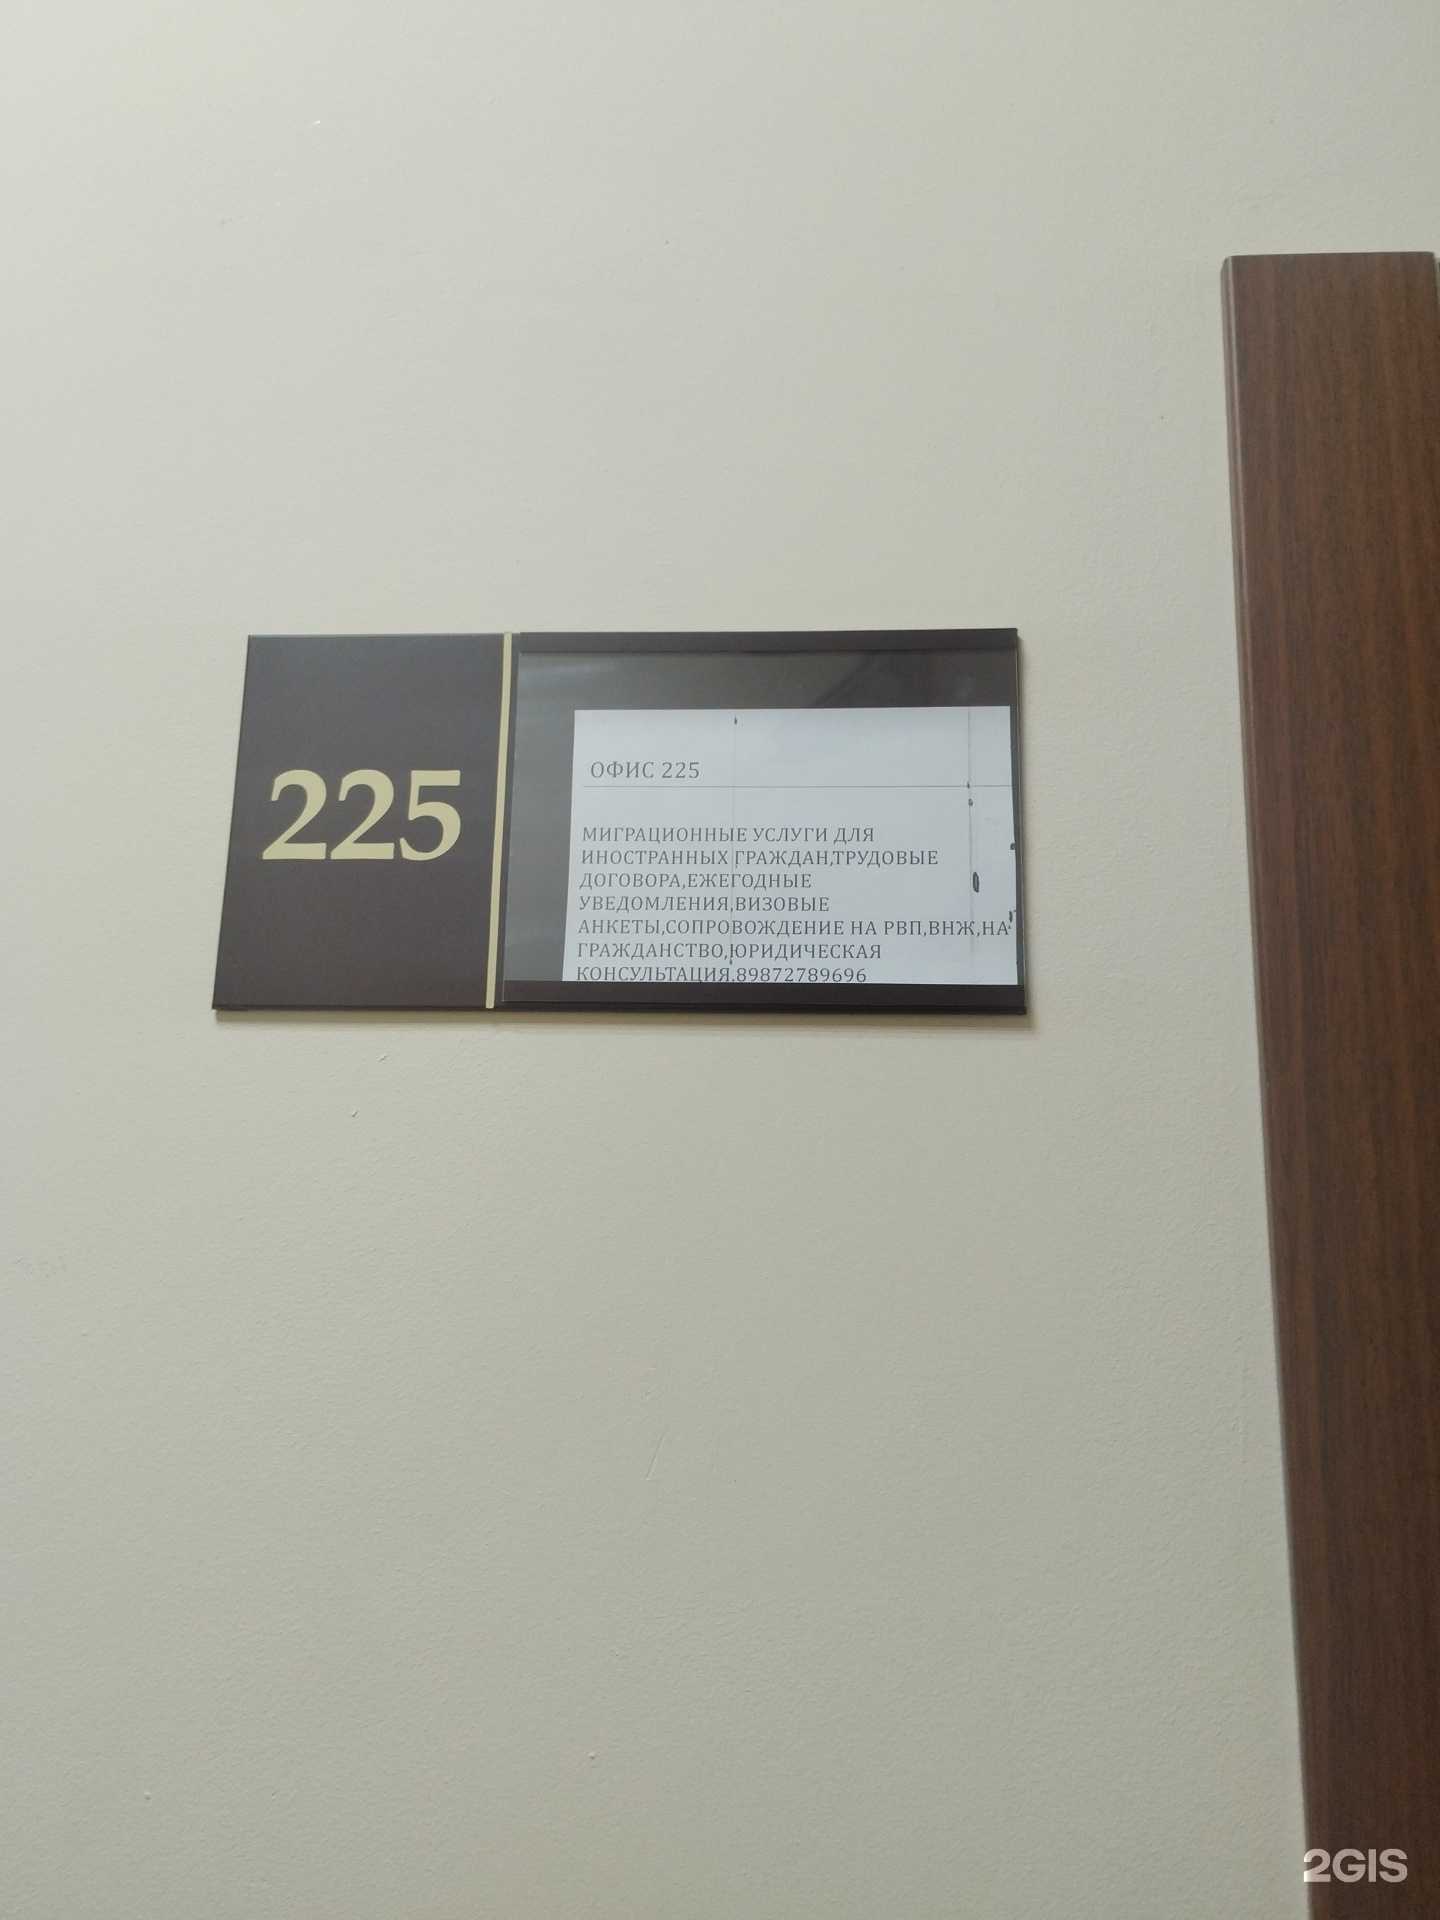 225
ОФИС 225
МИГРАЦИОННЫЕ УСЛУГИ ДЛЯ
ИНОСТРАННЫХ ГРАЖДАН,ТРУДОВЫЕ
ДОГОВОРА,ЕЖЕГОДНЫЕ
УВЕДОМЛЕНИЯ,ВИЗОВЫЕ
АНКЕТЫ,СОПРОВОЖДЕНИЕ НА РВП,ВНЖ,НА
ГРАЖДАНСТВО,ЮРИДИЧЕСКАЯ
КОНСУЛЬТАЦИЯ.89872789696
2GIS